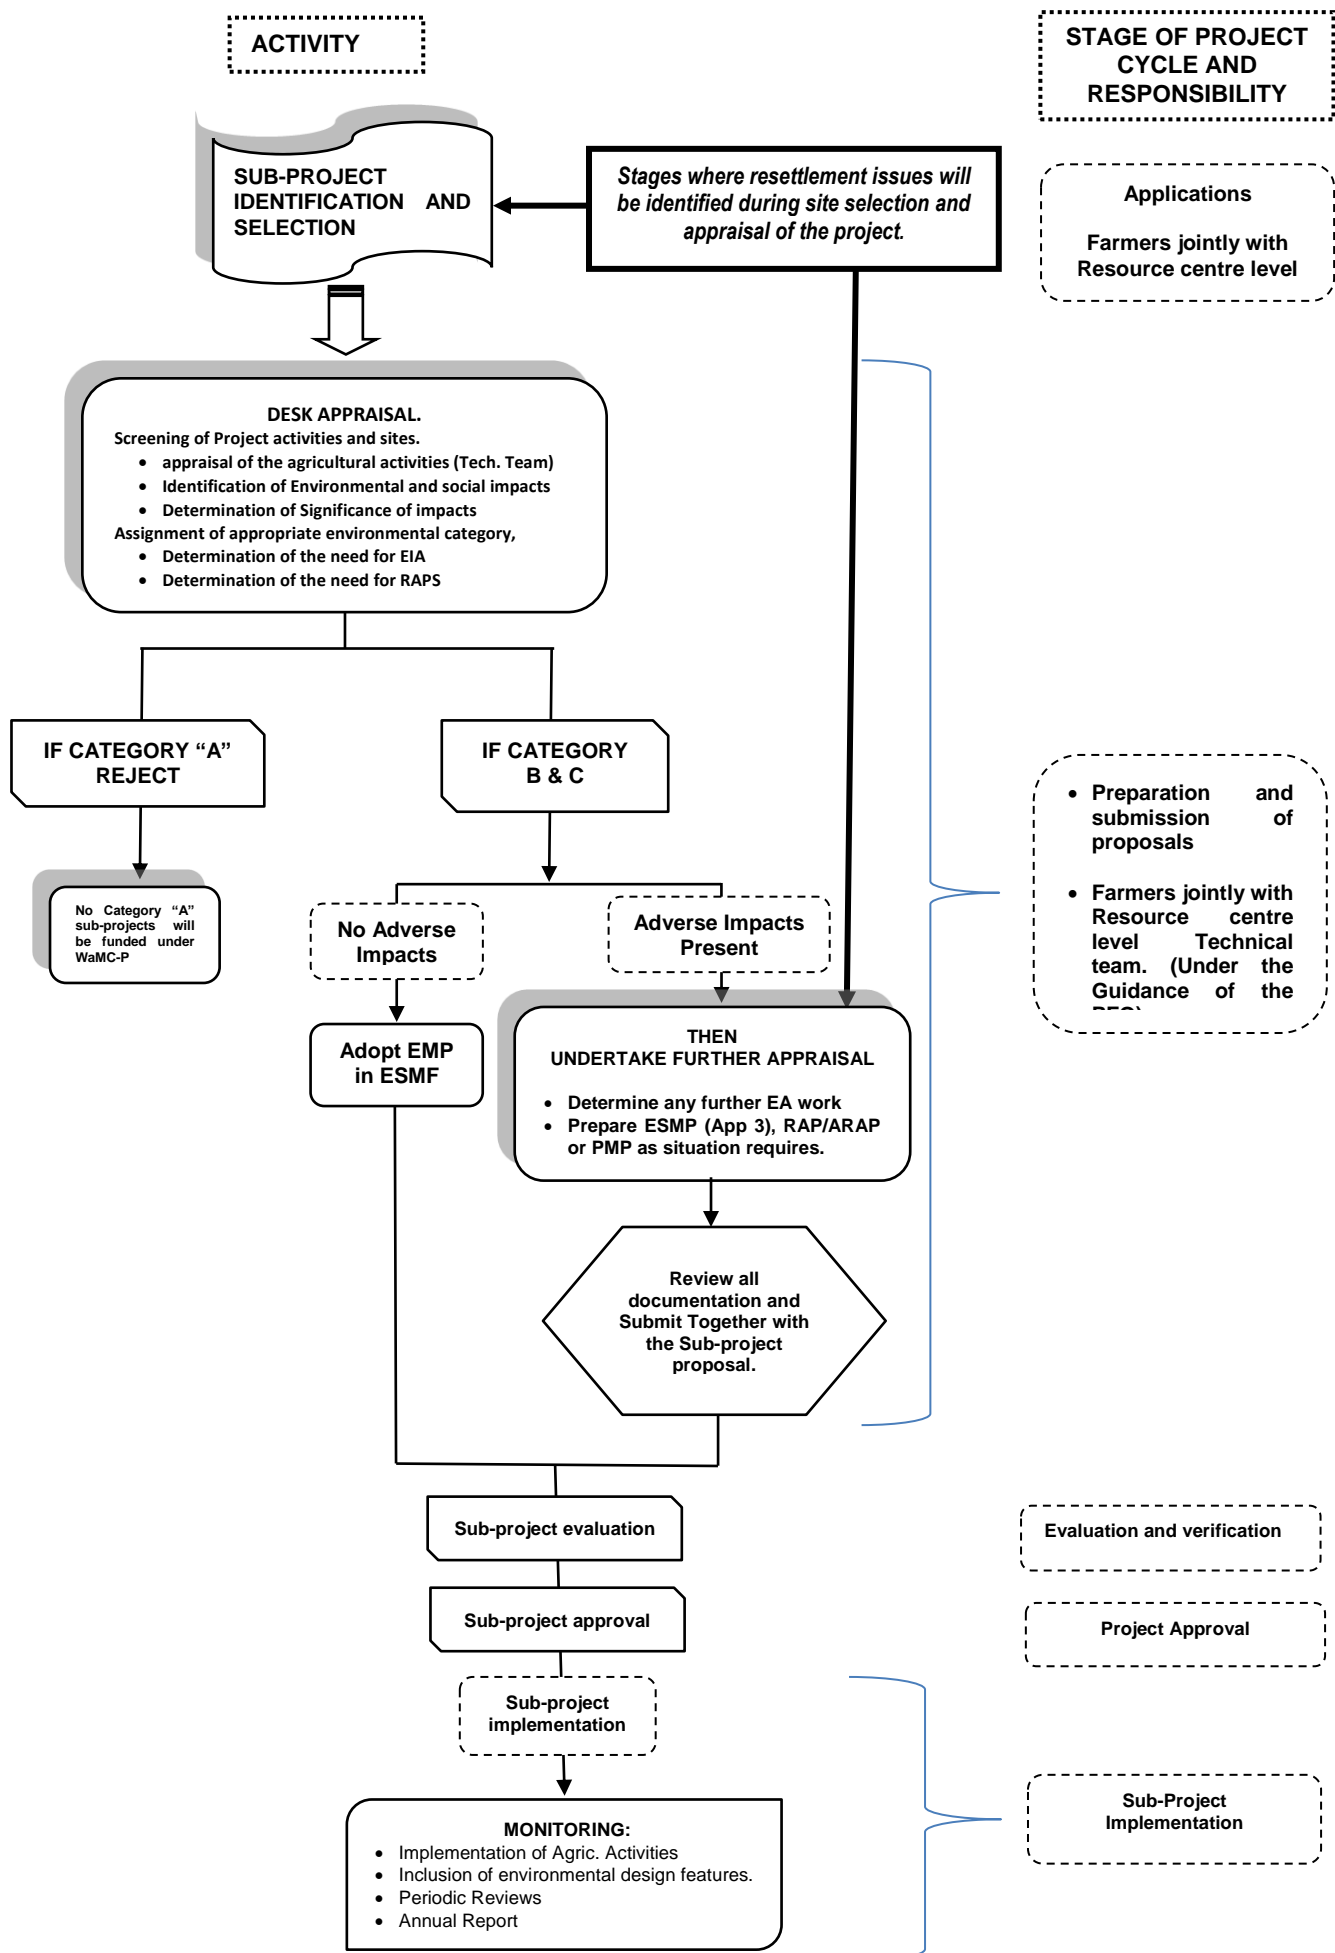 ACTIVITY
STAGE OF PROJECT
CYCLE AND
RESPONSIBILITY
SUB-PROJECT
IDENTIFICATION AND
SELECTION
Stages where resettlement issues will
be identified during site selection and
appraisal of the project.
Applications
Farmers jointly with
Resource centre level
DESK APPRAISAL.
Screening of Project activities and sites.
• appraisal of the agricultural activities (Tech. Team)
• Identification of Environmental and social impacts
• Determination of Significance of impacts
Assignment of appropriate environmental category,
• Determination of the need for EIA
• Determination of the need for RAPS
IF CATEGORY “A”
REJECT
IF CATEGORY
B & C
No Category “A”
sub-projects will
be funded under
WaMC-P
No Adverse
Impacts
Adverse Impacts
Present
• Preparation and
submission of
proposals
• Farmers jointly with
Resource centre
level Technical
team. (Under the
Guidance of the
Adopt EMP
in ESMF
THEN
UNDERTAKE FURTHER APPRAISAL
• Determine any further EA work
• Prepare ESMP (App 3), RAP/ARAP
or PMP as situation requires.
Review all
documentation and
Submit Together with
the Sub-project
proposal.
Sub-project evaluation
Evaluation and verification
Sub-project approval
Project Approval
Sub-project
implementation
MONITORING:
• Implementation of Agric. Activities
• Inclusion of environmental design features.
• Periodic Reviews
• Annual Report
Sub-Project
Implementation